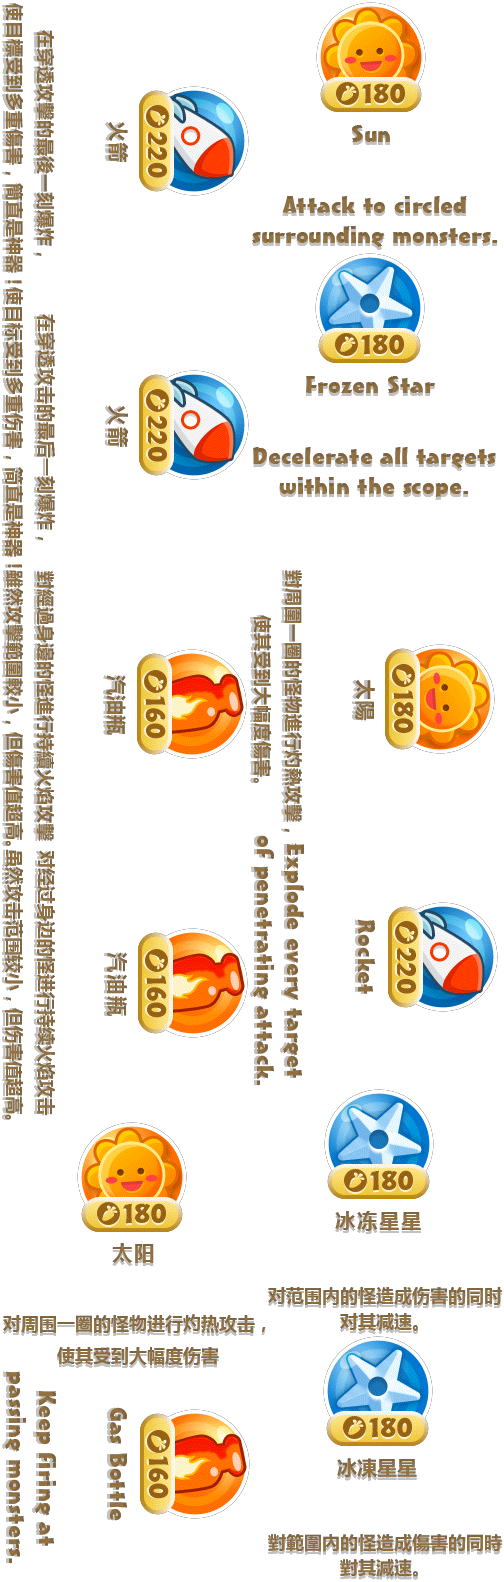 180
Sun
Attack to circled
surrounding monsters.
180
Frozen Star
Decelerate all targets
within the scope.
220
火箭
在穿透攻擊的最後一刻爆炸，
使目標受到多重傷害，簡直是神器！
220
火箭
在穿透攻击的最后一刻爆炸，
使目标受到多重伤害，简直是神器！
180
太陽
對周圍一圈的怪物進行灼熱攻擊，
使其受到大幅度傷害。
160
汽油瓶
對經過身邊的怪進行持續火焰攻擊
雖然攻擊範圍較小，但傷害值超高。
220
Rocket
Explode every target
of penetrating attack.
160
汽油瓶
对经过身边的怪进行持续火焰攻击
虽然攻击范围较小，但伤害值超高。
180
冰冻星星
对范围内的怪造成伤害的同时
对其减速。
180
太阳
对周围一圈的怪物进行灼热攻击，
使其受到大幅度伤害
180
冰凍星星
對範圍內的怪造成傷害的同時
對其減速。
160
Gas Bottle
Keep firing at
passing monsters.